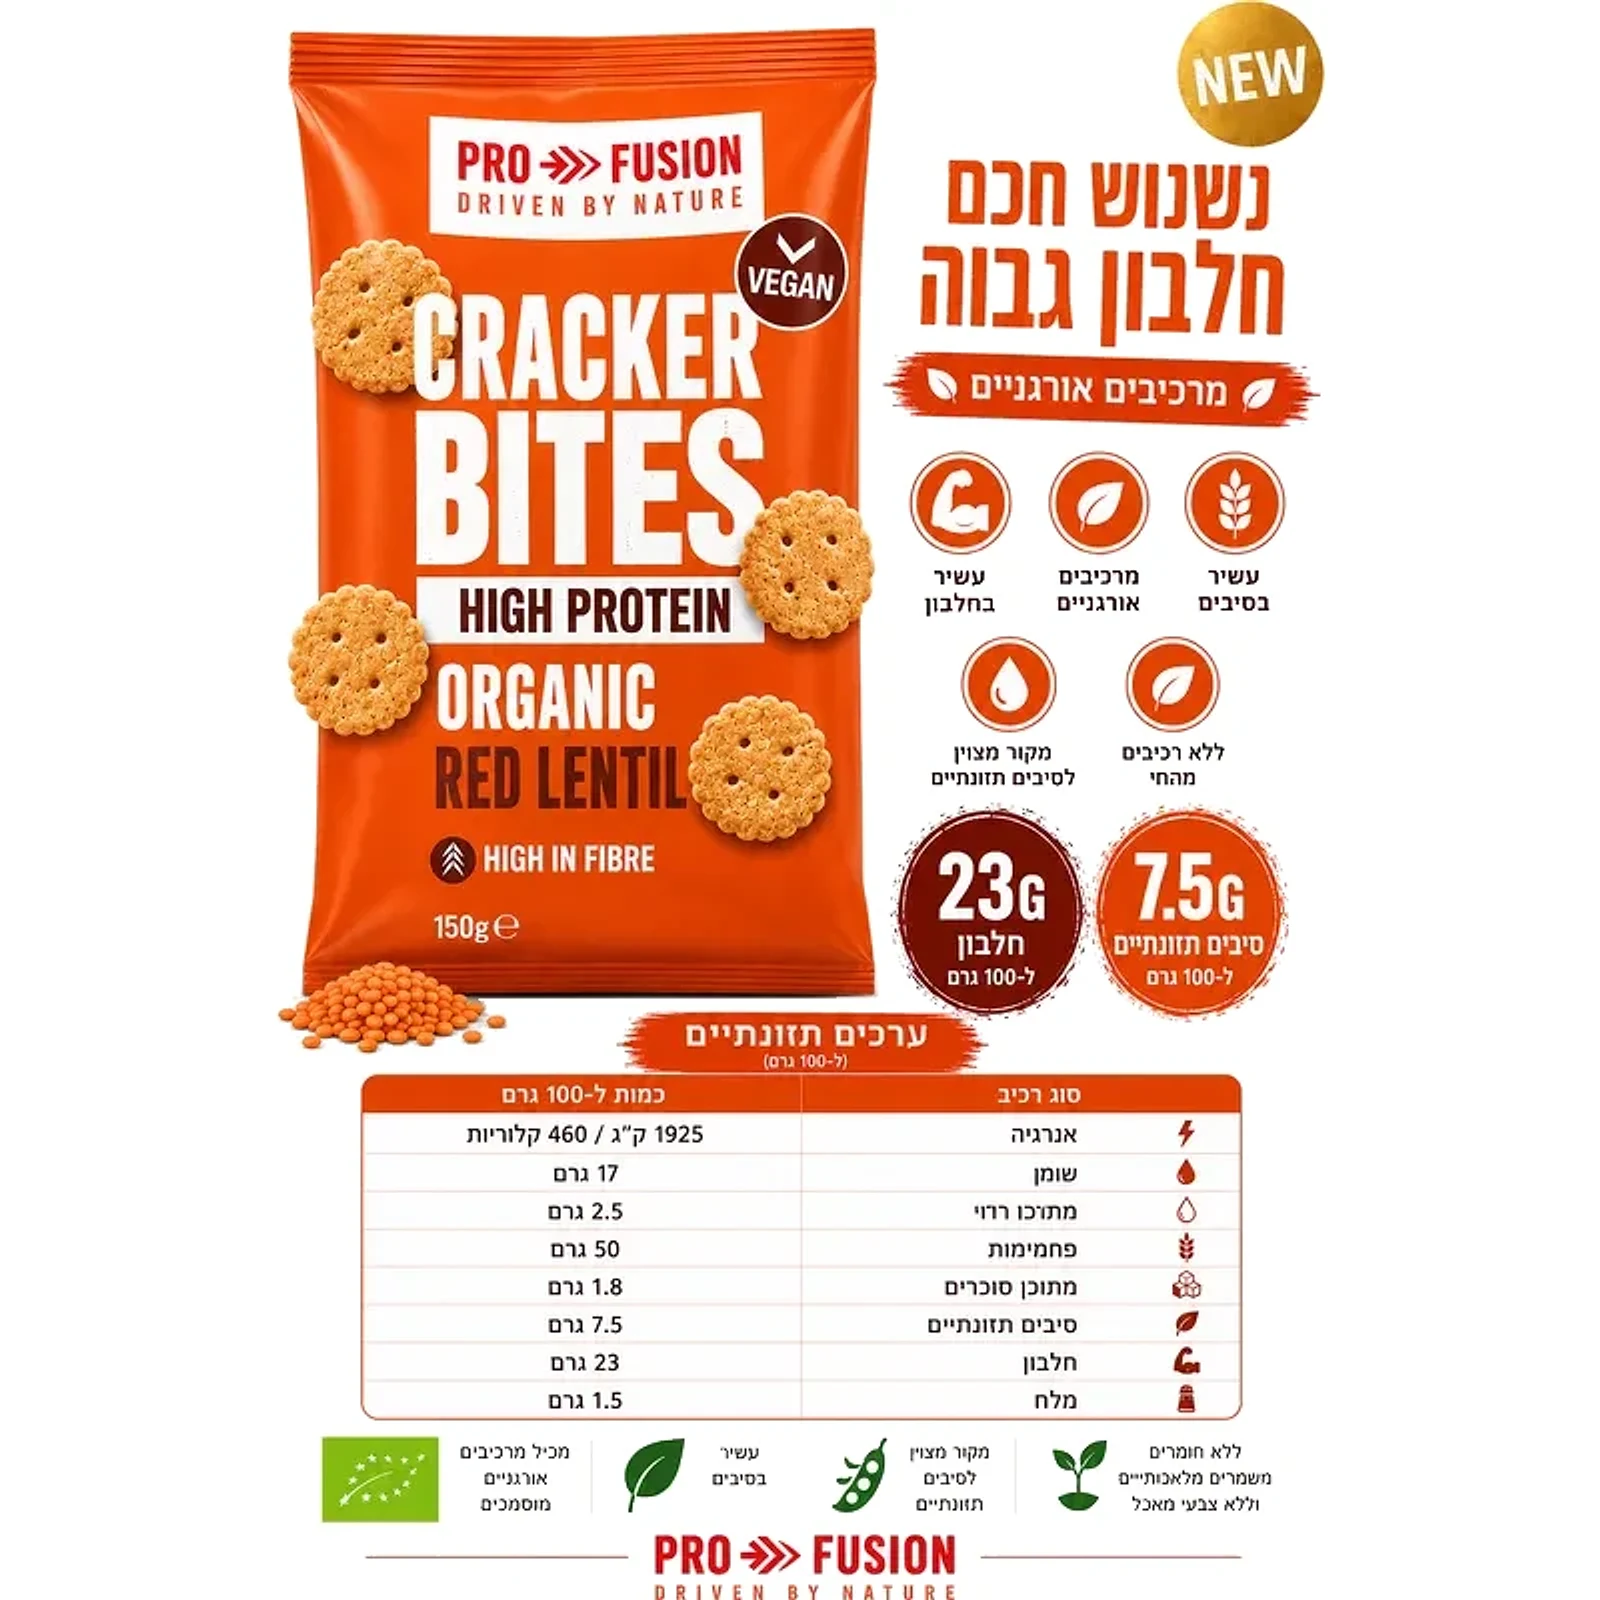 PRO FUSION
DRIVEN BY NATURE
VEGAN
CRACKER
BITES
HIGH PROTEIN
ORGANIC
RED LENTIL
HIGH IN FIBRE
150g℮
NEW
נשנוש חכם
חלבון גבוה
מרכיבים אורגניים
עשיר
בסיבים
מרכיבים
אורגניים
עשיר
בחלבון
ללא רכיבים
מהחי
מקור מצוין
לסיבים תזונתיים
7.5G
סיבים תזונתיים
ל-100 גרם
23G
חלבון
ל-100 גרם
ערכים תזונתיים
(ל-100 גרם)
סוג רכיב כמות ל-100 גרם
אנרגיה 1925 ק"ג / 460 קלוריות
שומן 17 גרם
2.5 גרם
פחמימות 50 גרם
מתוכן סוכרים 1.8 גרם
סיבים תזונתיים 7.5 גרם
חלבון 23 גרם
מלח 1.5 גרם
ללא חומרים
משמרים מלאכותייים
וללא צבעי מאכל
מקור מצוין
לסיבים
תזונתיים
עשיר
בסיבים
מכיל מרכיבים
אורגניים
מוסמכים
PRO FUSION
DRIVEN BY NATURE